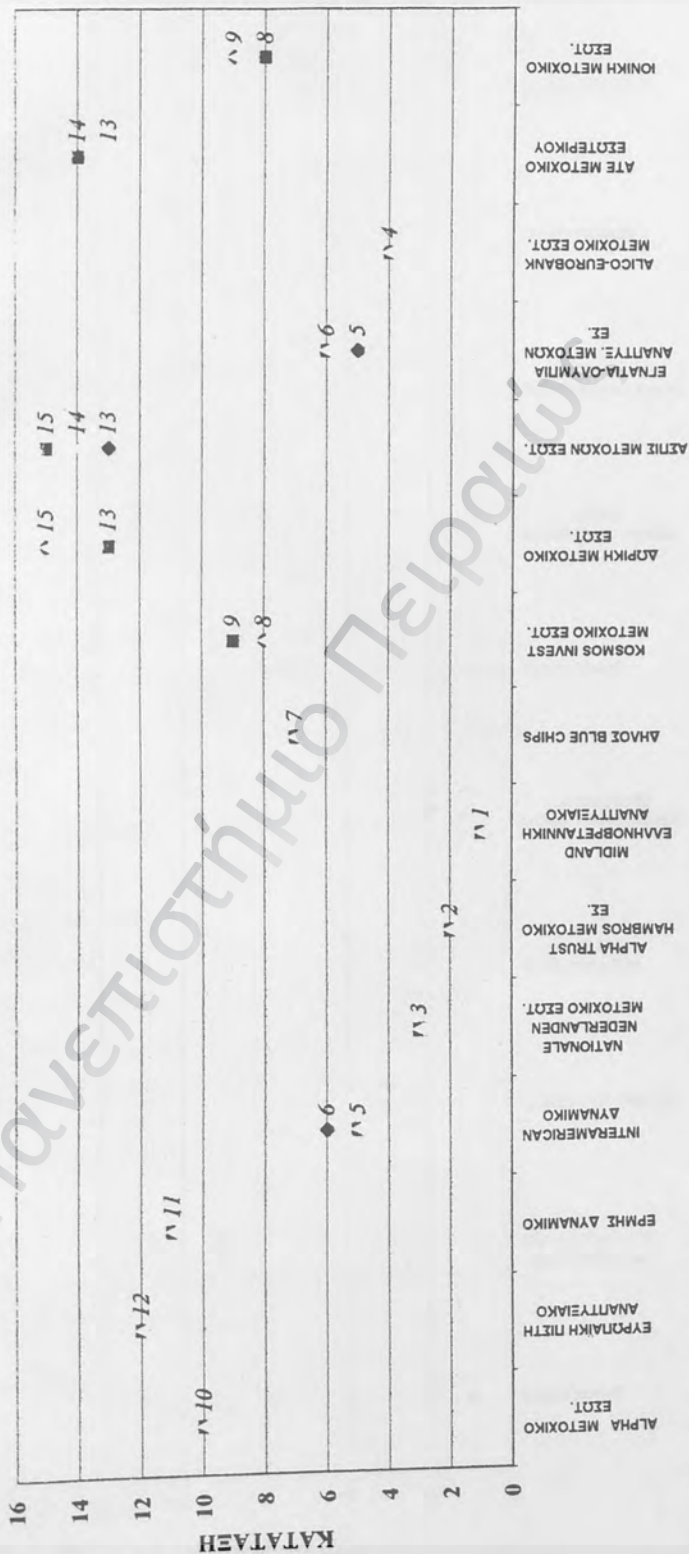 ΚΑΤΑΤΑΞΗ
16
14
12
10
8
6
4
2
0
10
12
11
6
5
3
2
1
7
9
8
15
13
15
14
13
6
5
4
14
13
9
8
ALPHA ΜΕΤΟΧΙΚΟ
ΕΣΩΤ.
ΕΥΡΩΠΑΪΚΗ ΠΙΣΤΗ
ΑΝΑΠΤΥΞΙΑΚΟ
ΕΡΜΗΣ ΔΥΝΑΜΙΚΟ
INTERAMERICAN
ΔΥΝΑΜΙΚΟ
NATIONALE
NEDERLANDEN
ΜΕΤΟΧΙΚΟ ΕΣΩΤ.
ALPHA TRUST
HAMBROS ΜΕΤΟΧΙΚΟ
ΕΣ.
MIDLAND
ΕΛΛΗΝΟΒΡΕΤΑΝΝΙΚΗ
ΑΝΑΠΤΥΞΙΑΚΟ
ΔΗΛΟΣ BLUE CHIPS
KOSMOS INVEST
ΜΕΤΟΧΙΚΟ ΕΣΩΤ.
ΔΩΡΙΚΗ ΜΕΤΟΧΙΚΟ
ΕΣΩΤ.
ΑΣΠΙΣ ΜΕΤΟΧΩΝ ΕΣΩΤ.
ΕΓΝΑΤΙΑ-ΟΛΥΜΠΙΑ
ΑΝΑΠΤΥΞ. ΜΕΤΟΧΩΝ
ΕΣ.
ALICO-EUROBANK
ΜΕΤΟΧΙΚΟ ΕΣΩΤ.
ΑΤΕ ΜΕΤΟΧΙΚΟ
ΕΣΩΤΕΡΙΚΟΥ
ΙΟΝΙΚΗ ΜΕΤΟΧΙΚΟ
ΕΣΩΤ.
Πανεπιστήμιο Πειραιώς